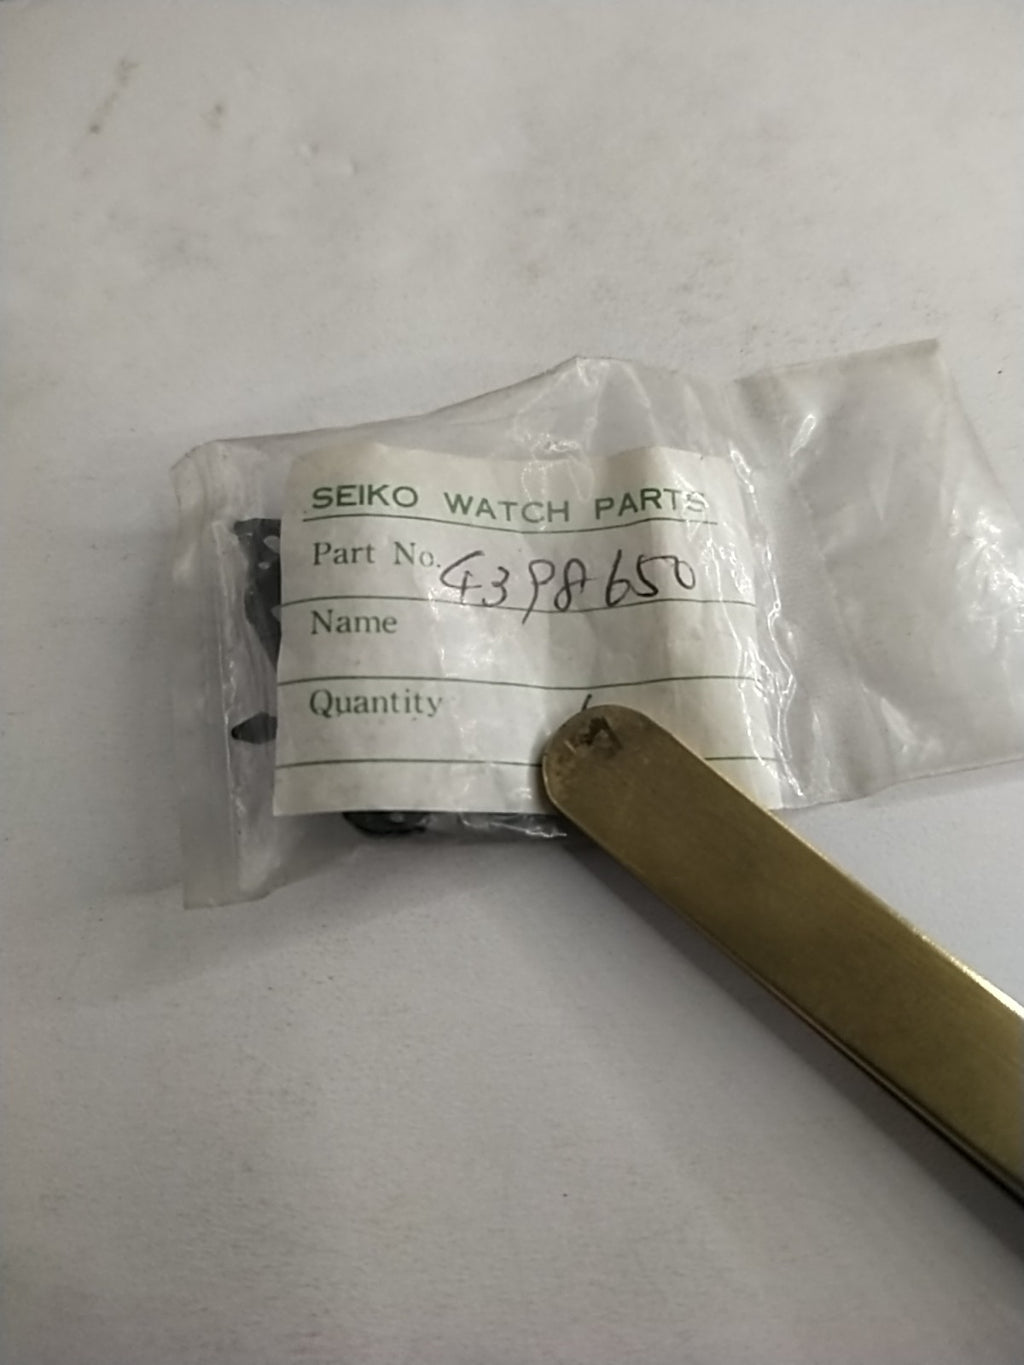 SEIKO WATCH PARTS
Part No. 4398650
Name
Quantity